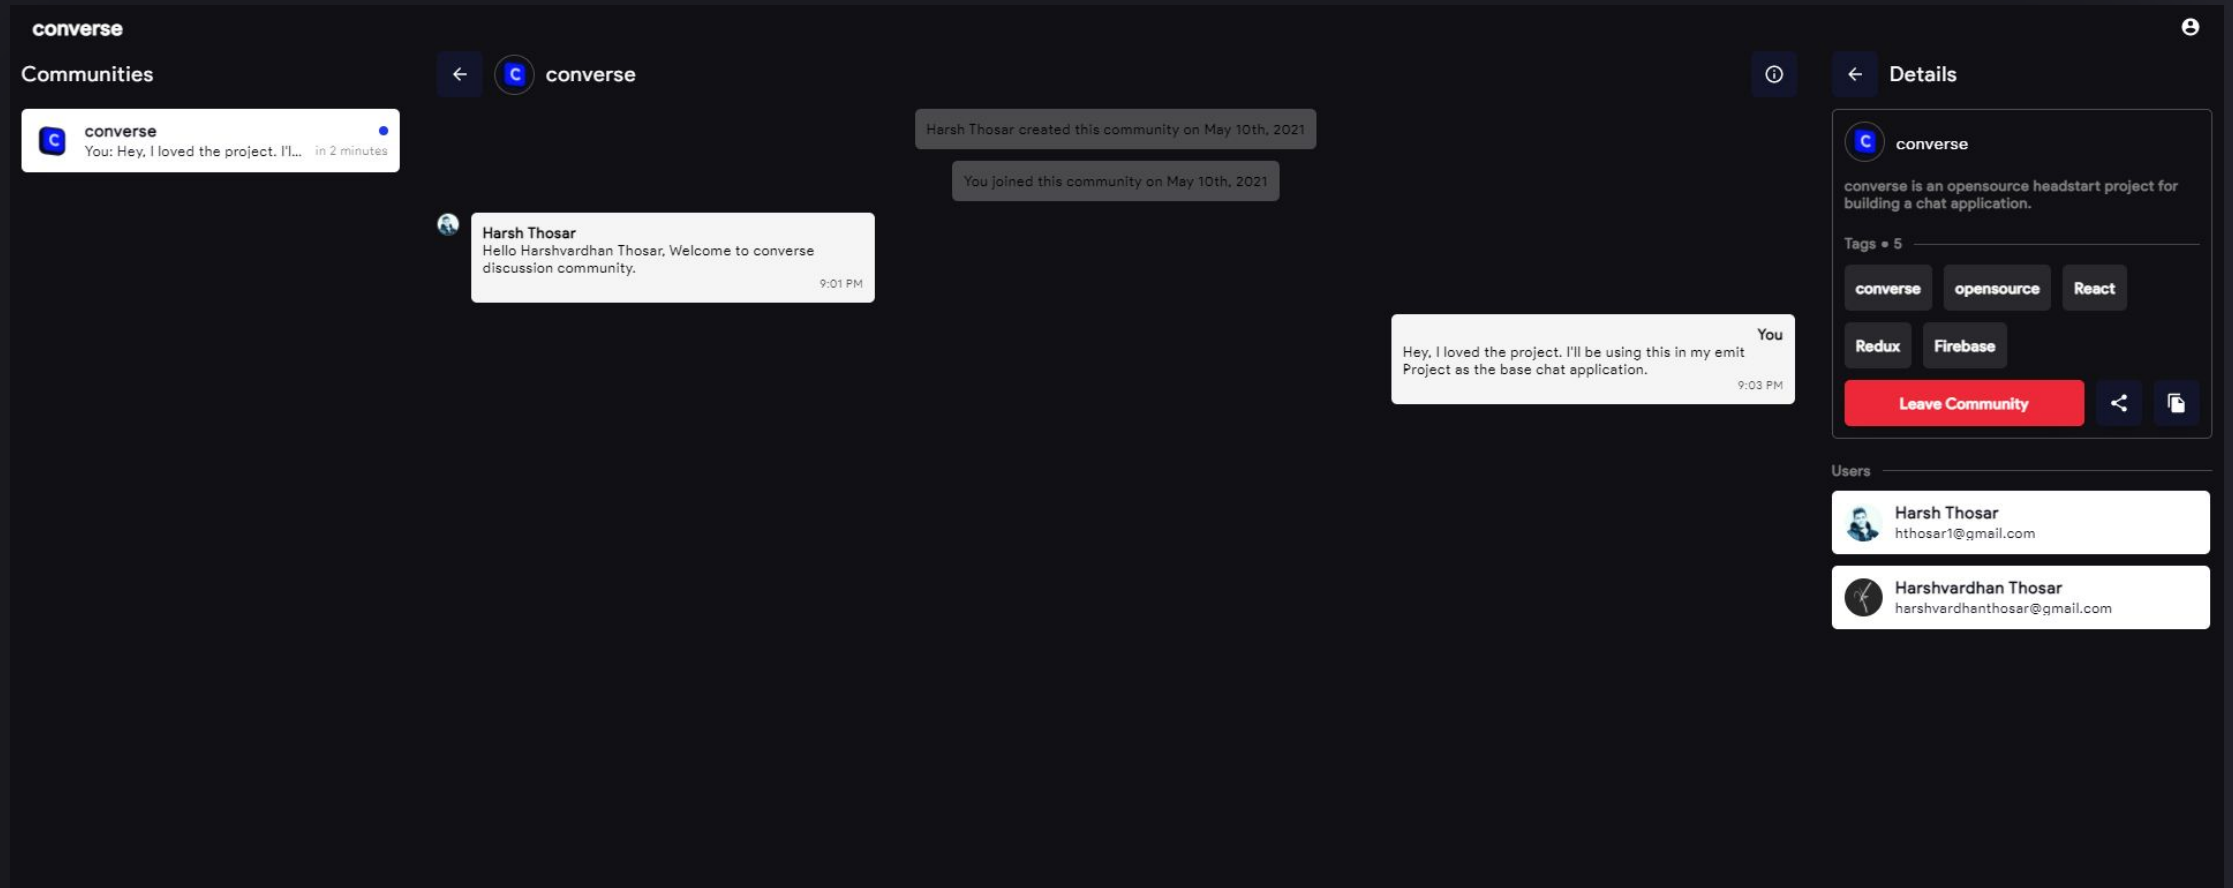 converse
Communities
converse
You: Hey, I loved the project. I'l... in 2 minutes
C converse
Harsh Thosar created this community on May 10th, 2021
You joined this community on May 10th, 2021
Harsh Thosar
Hello Harshvardhan Thosar, Welcome to converse
discussion community.
9:01 PM
You
Hey, I loved the project. I'll be using this in my emit
Project as the base chat application.
9:03 PM
Details
C converse
converse is an opensource headstart project for
building a chat application.
Tags • 5
converse opensource React
Redux Firebase
Leave Community
Users
Harsh Thosar
hthosar1@gmail.com
Harshvardhan Thosar
harshvardhanthosar@gmail.com